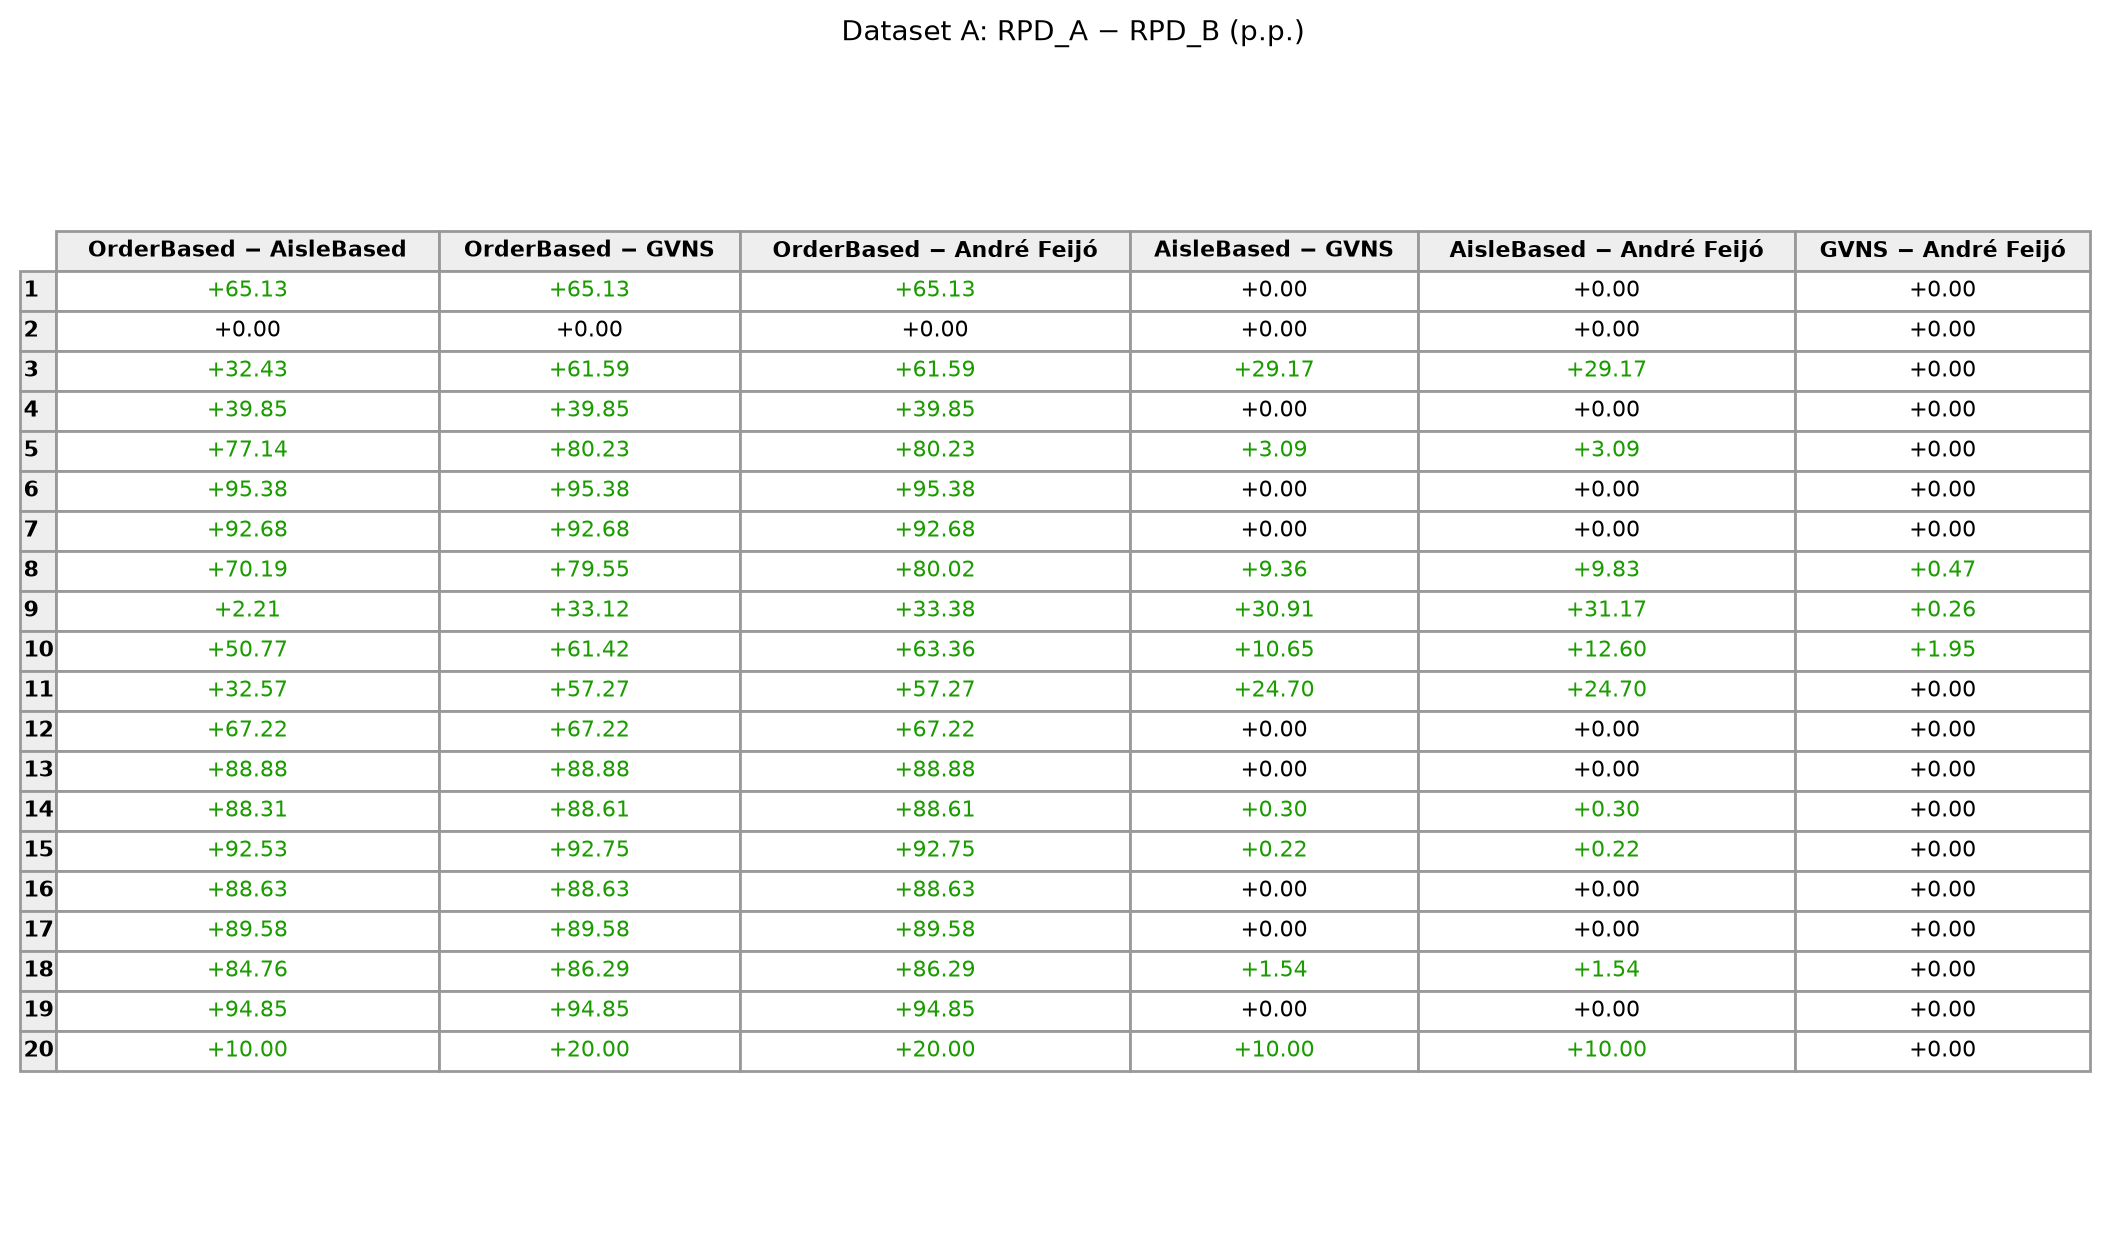 Dataset A: RPD_A − RPD_B (p.p.)
OrderBased − AisleBased OrderBased − GVNS OrderBased − André Feijó AisleBased − GVNS AisleBased − André Feijó GVNS − André Feijó
1 +65.13 +65.13 +65.13 +0.00 +0.00 +0.00
2 +0.00 +0.00 +0.00 +0.00 +0.00 +0.00
3 +32.43 +61.59 +61.59 +29.17 +29.17 +0.00
4 +39.85 +39.85 +39.85 +0.00 +0.00 +0.00
5 +77.14 +80.23 +80.23 +3.09 +3.09 +0.00
6 +95.38 +95.38 +95.38 +0.00 +0.00 +0.00
7 +92.68 +92.68 +92.68 +0.00 +0.00 +0.00
8 +70.19 +79.55 +80.02 +9.36 +9.83 +0.47
9 +2.21 +33.12 +33.38 +30.91 +31.17 +0.26
10 +50.77 +61.42 +63.36 +10.65 +12.60 +1.95
11 +32.57 +57.27 +57.27 +24.70 +24.70 +0.00
12 +67.22 +67.22 +67.22 +0.00 +0.00 +0.00
13 +88.88 +88.88 +88.88 +0.00 +0.00 +0.00
14 +88.31 +88.61 +88.61 +0.30 +0.30 +0.00
15 +92.53 +92.75 +92.75 +0.22 +0.22 +0.00
16 +88.63 +88.63 +88.63 +0.00 +0.00 +0.00
17 +89.58 +89.58 +89.58 +0.00 +0.00 +0.00
18 +84.76 +86.29 +86.29 +1.54 +1.54 +0.00
19 +94.85 +94.85 +94.85 +0.00 +0.00 +0.00
20 +10.00 +20.00 +20.00 +10.00 +10.00 +0.00